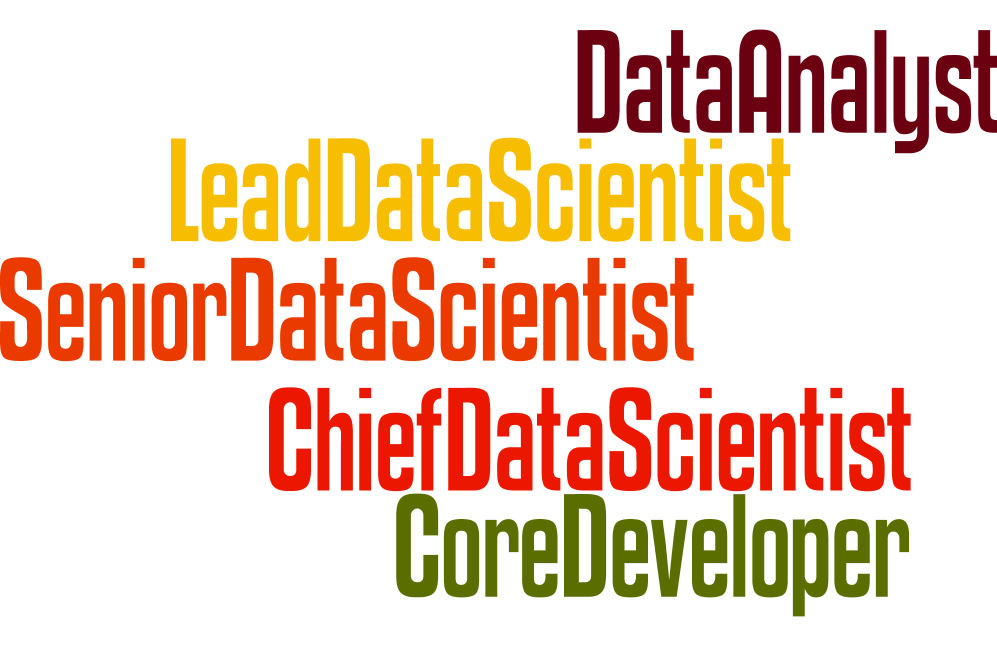 DataAnalyst
LeadDataScientist
SeniorDataScientist
ChiefDataScientist
CoreDeveloper